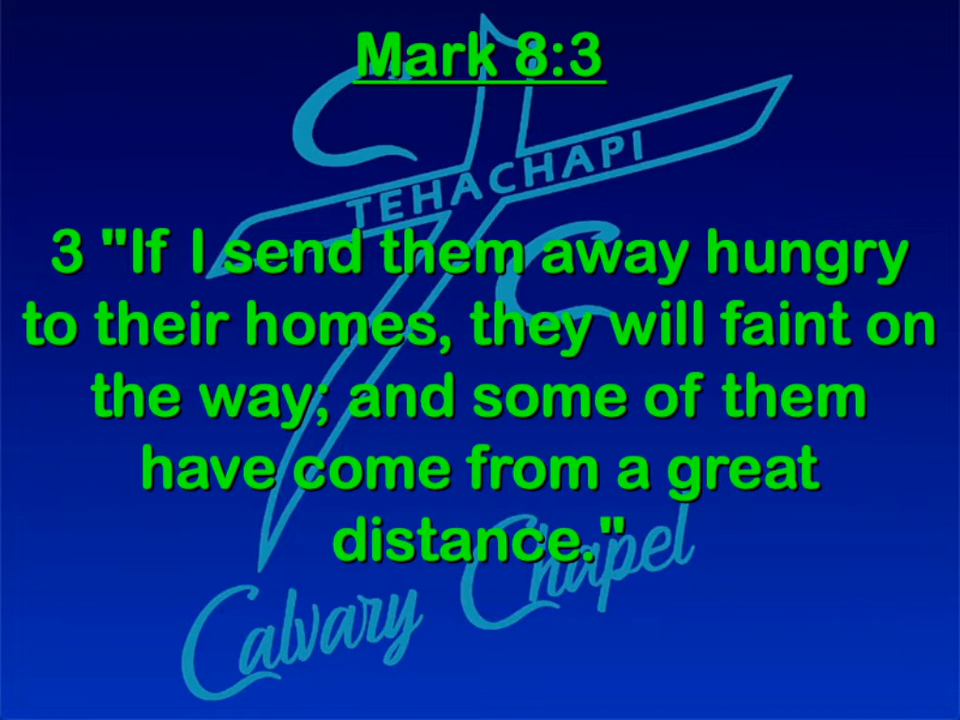 Mark 8:3
TEHACHAPI
3 "If I send them away hungry
to their homes, they will faint on
the way; and some of them
have come from a great
distance."
Calvary Chapel